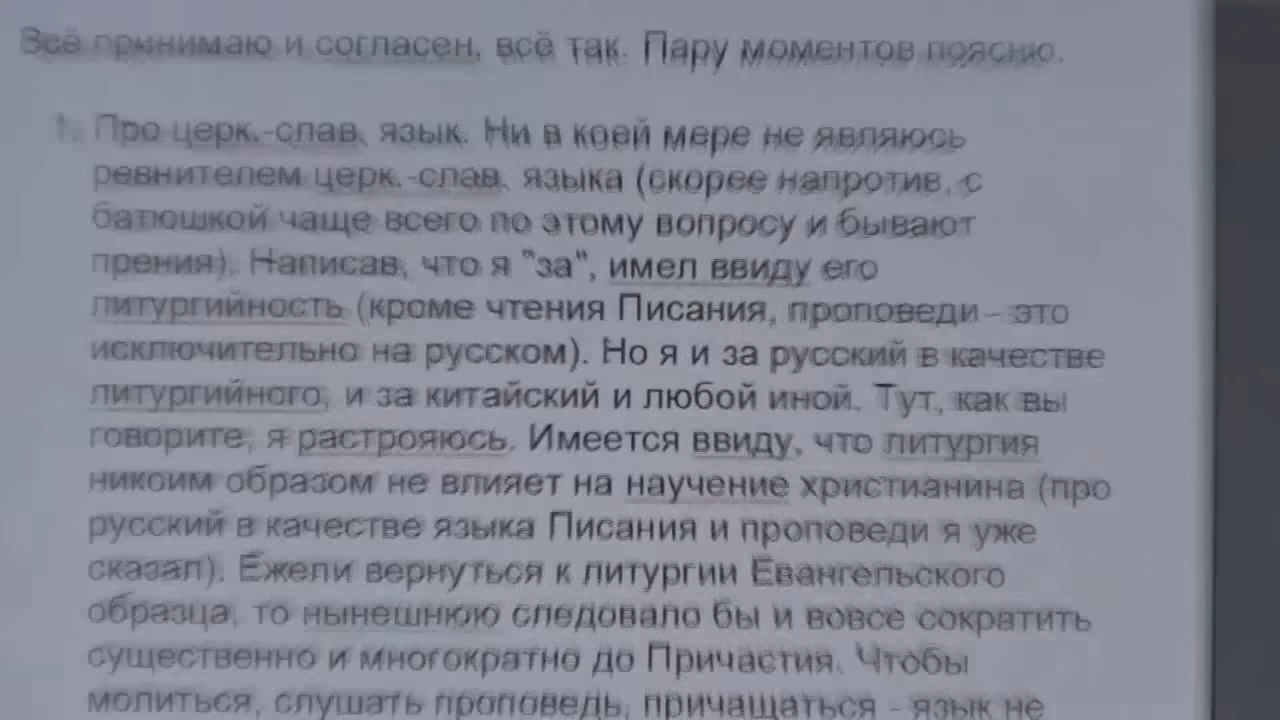 Всё принимаю и согласен, всё так. Пару моментов поясню.
1. Про церк.-слав. язык. Ни в коей мере не являюсь
ревнителем церк.-слав. языка (скорее напротив, с
батюшкой чаще всего по этому вопросу и бывают
прения). Написав, что я "за", имел ввиду его
литургийность (кроме чтения Писания, проповеди - это
исключительно на русском). Но я и за русский в качестве
литургийного, и за китайский и любой иной. Тут, как вы
говорите, я растрояюсь. Имеется ввиду, что литургия
никоим образом не влияет на научение христианина (про
русский в качестве языка Писания и проповеди я уже
сказал). Ежели вернуться к литургии Евангельского
образца, то нынешнюю следовало бы и вовсе сократить
существенно и многократно до Причастия. Чтобы
молиться, слушать проповедь, причащаться - язык не